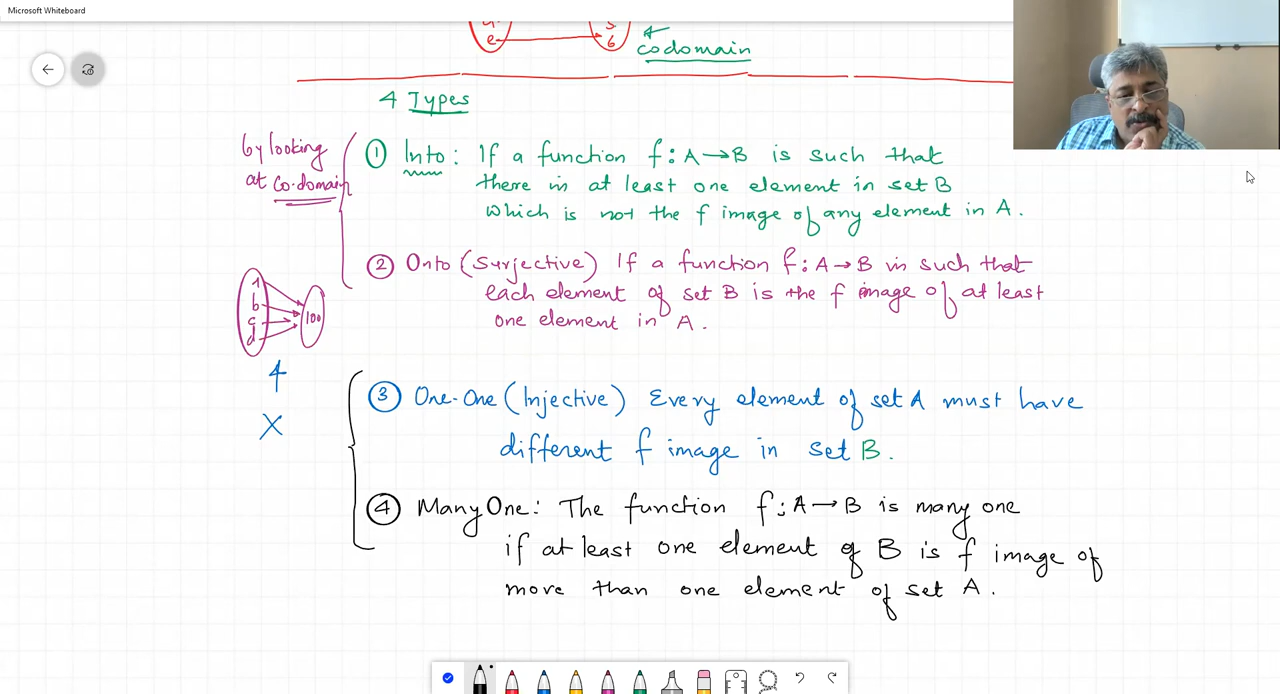 Microsoft Whiteboard
e
6
codomain
4 Types
by looking
at co-domain
① Into: If a function f: A→B is such that
there is at least one element in set B
which is not the f image of any element in A.
② Onto (Surjective) If a function f: A→B is such that
each element of set B is the f image of at least
one element in A.
1
b
c
d
100
4
X
③ One-One (Injective) Every element of set A must have
different f image in set B.
④ Many One: The function f: A→B is many one
if at least one element of B is f image of
more than one element of set A.